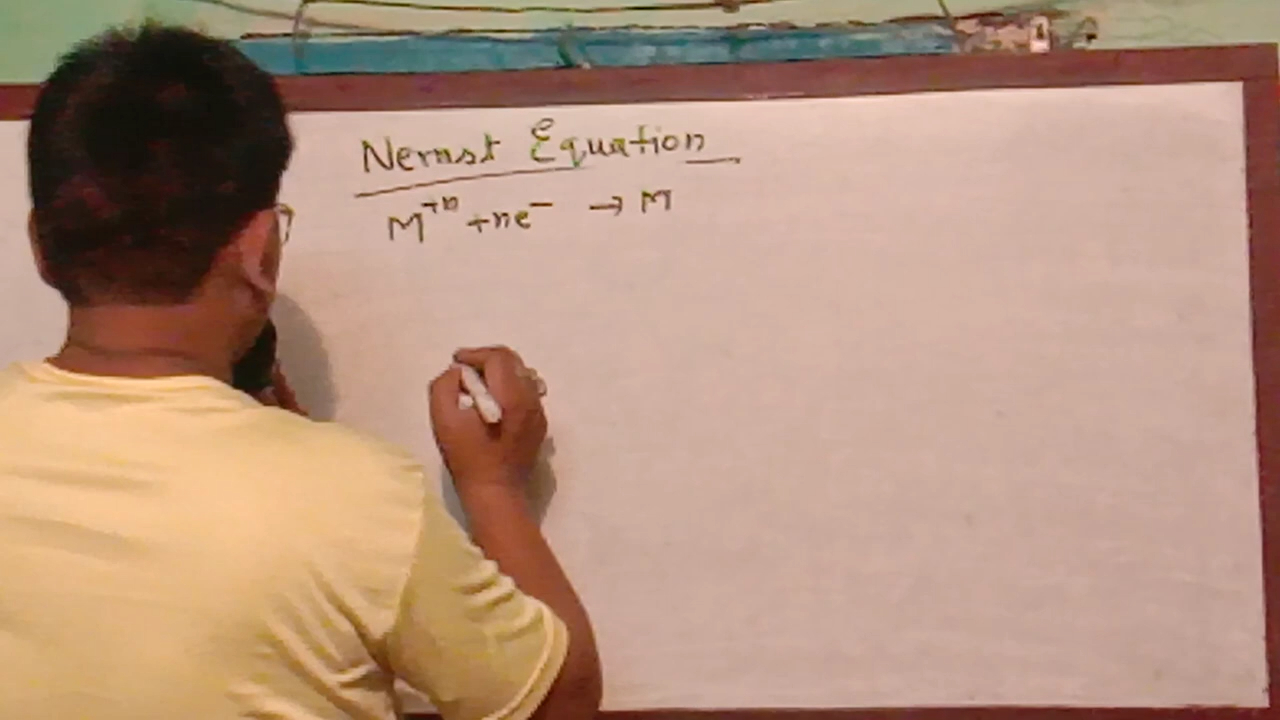 Nernst Equation
M⁺ⁿ + ne⁻ → M